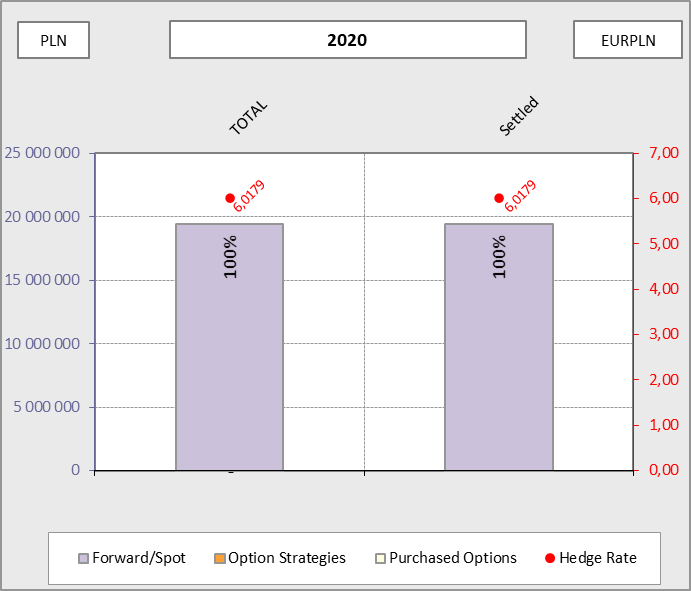 PLN
2020
EURPLN
TOTAL
Settled
25 000 000
20 000 000
15 000 000
10 000 000
5 000 000
0
7,00
6,00
5,00
4,00
3,00
2,00
1,00
0,00
6,0179
6,0179
100%
100%
Forward/Spot
Option Strategies
Purchased Options
Hedge Rate